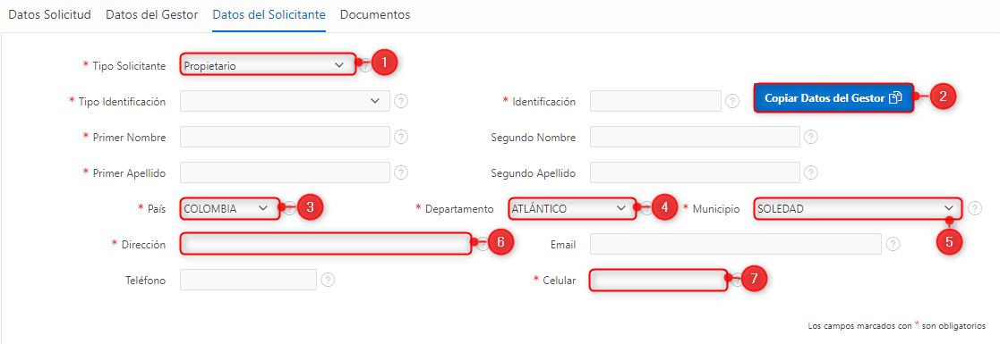 Datos Solicitud Datos del Gestor Datos del Solicitante Documentos
* Tipo Solicitante Propietario ? 1
* Tipo Identificación ? * Identificación ? Copiar Datos del Gestor 2
* Primer Nombre ? Segundo Nombre ?
* Primer Apellido ? Segundo Apellido ?
* País COLOMBIA ? 3 * Departamento ATLÁNTICO ? 4 * Municipio SOLEDAD ?
5
* Dirección ? 6 Email ?
Teléfono ? * Celular ? 7
Los campos marcados con * son obligatorios